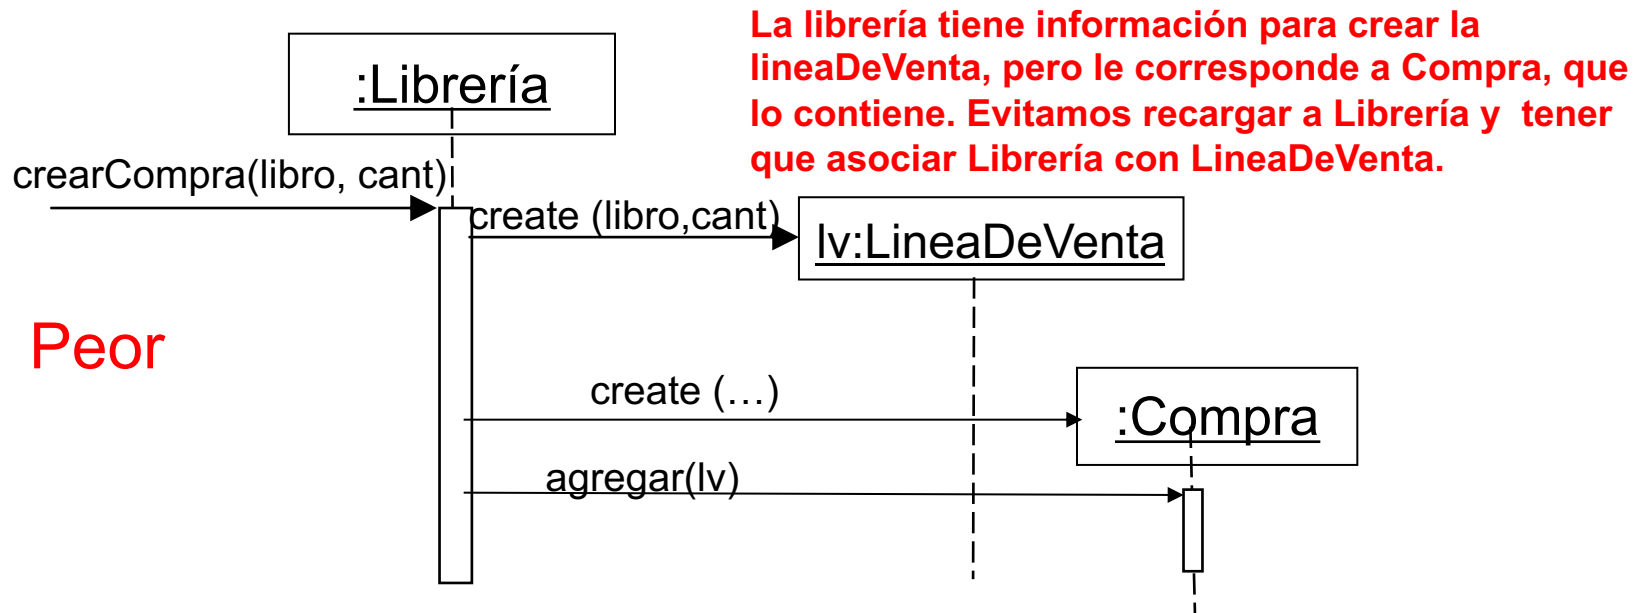 La librería tiene información para crear la
lineaDeVenta, pero le corresponde a Compra, que
lo contiene. Evitamos recargar a Librería y tener
que asociar Librería con LineaDeVenta.
:Librería
crearCompra(libro, cant)
create (libro,cant)
lv:LineaDeVenta
Peor
create (…)
:Compra
agregar(lv)